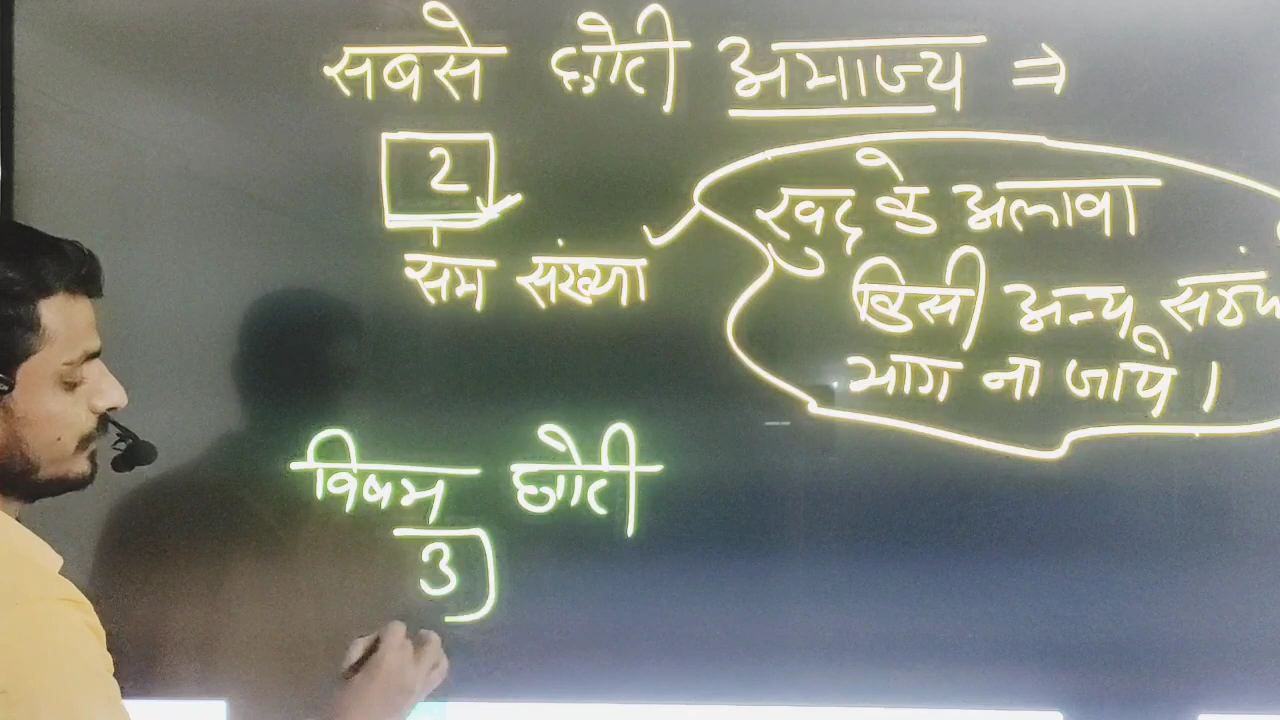 सबसे छोटी अभाज्य ⇒
2
सम संख्या
खुद के अलावा
किसी अन्य
भाग ना जाये।
विषम छोटी
3